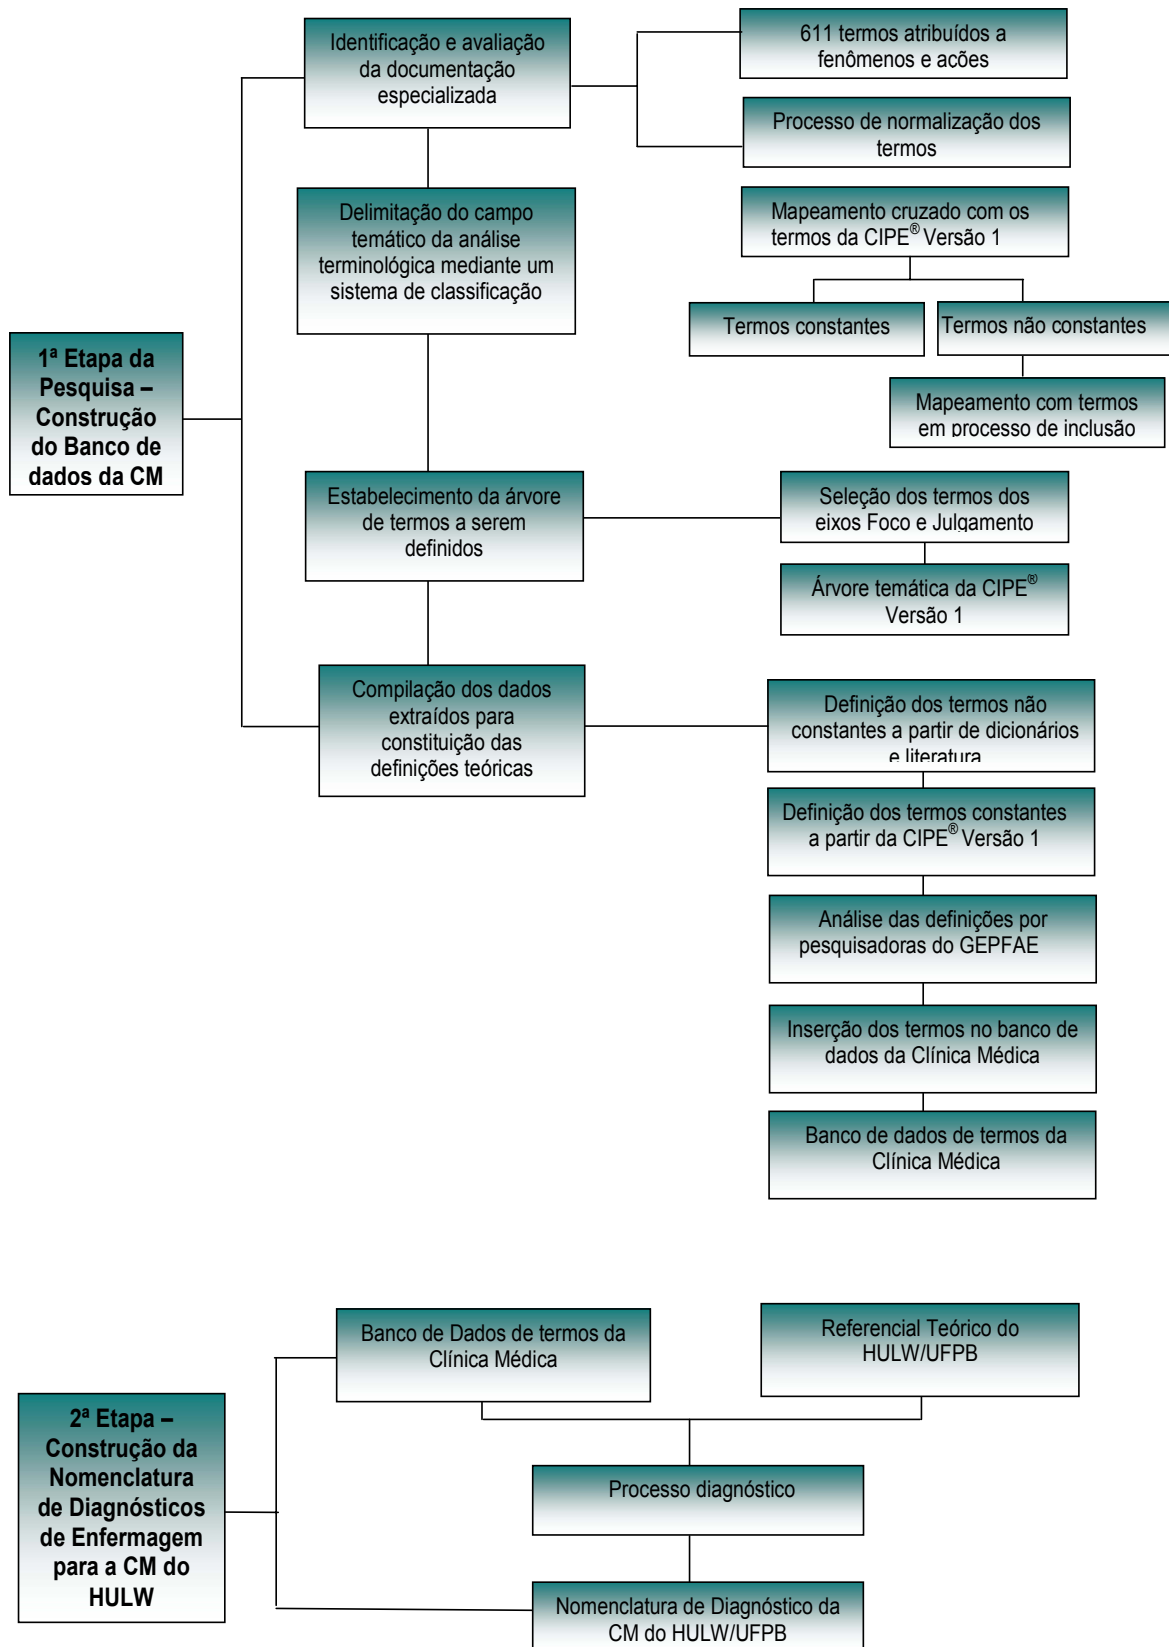 Identificação e avaliação
da documentação
especializada
611 termos atribuídos a
fenômenos e acões
Processo de normalização dos
termos
Delimitação do campo
temático da análise
terminológica mediante um
sistema de classificação
Mapeamento cruzado com os
termos da CIPE® Versão 1
Termos constantes
Termos não constantes
Mapeamento com termos
em processo de inclusão
1ª Etapa da
Pesquisa –
Construção
do Banco de
dados da CM
Estabelecimento da árvore
de termos a serem
definidos
Seleção dos termos dos
eixos Foco e Julgamento
Árvore temática da CIPE®
Versão 1
Compilação dos dados
extraídos para
constituição das
definições teóricas
Definição dos termos não
constantes a partir de dicionários
e literatura
Definição dos termos constantes
a partir da CIPE® Versão 1
Análise das definições por
pesquisadoras do GEPFAE
Inserção dos termos no banco de
dados da Clínica Médica
Banco de dados de termos da
Clínica Médica
Banco de Dados de termos da
Clínica Médica
Referencial Teórico do
HULW/UFPB
2ª Etapa –
Construção da
Nomenclatura
de Diagnósticos
de Enfermagem
para a CM do
HULW
Processo diagnóstico
Nomenclatura de Diagnóstico da
CM do HULW/UFPB